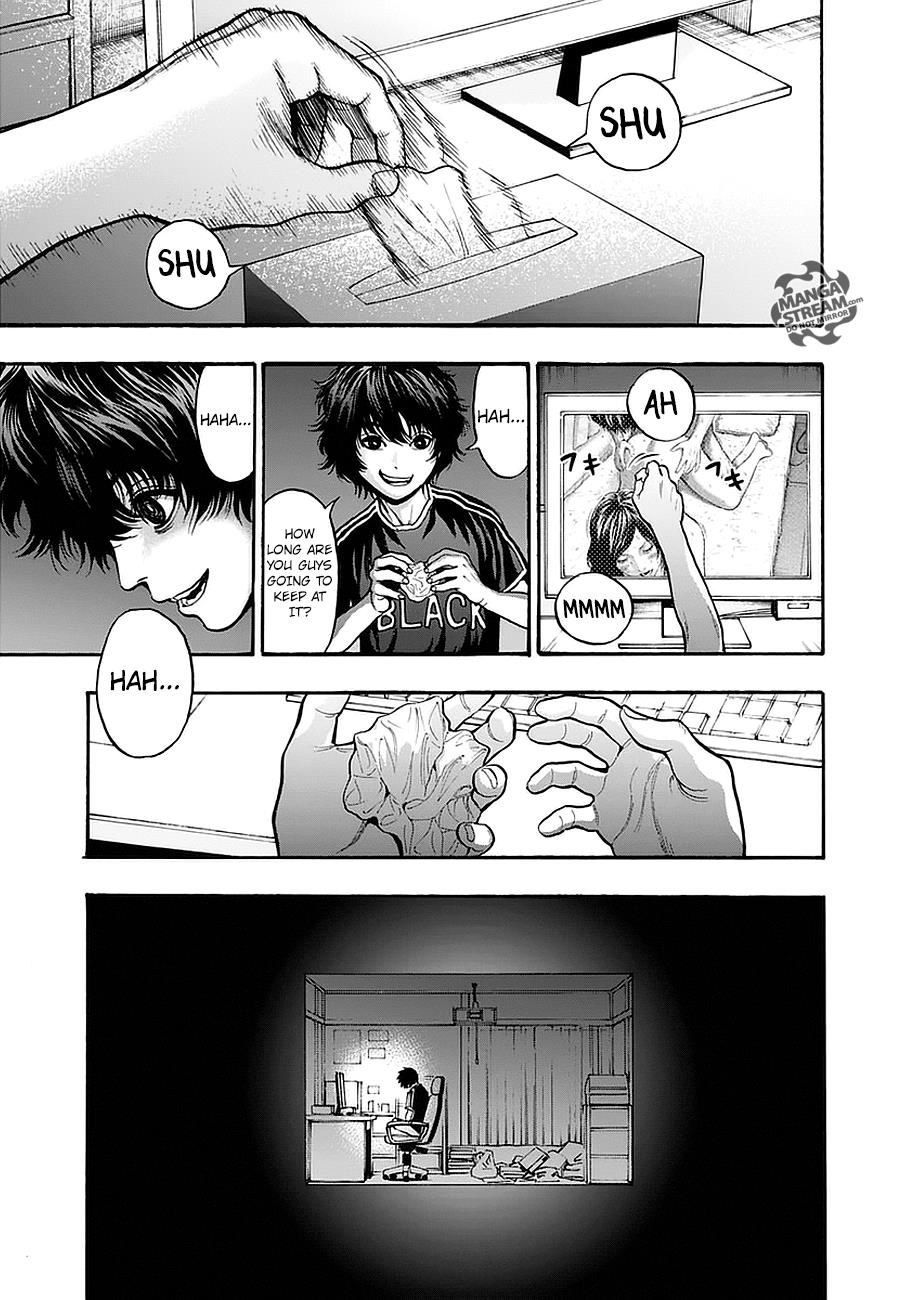 SHU
SHU
MANGA
STREAM.com
DO NOT MIRROR
AH
フキ
フキ
MMMM
HAH...
HOW
LONG ARE
YOU GUYS
GOING TO
KEEP AT
IT?
BLACK
HAHA...
HAH...